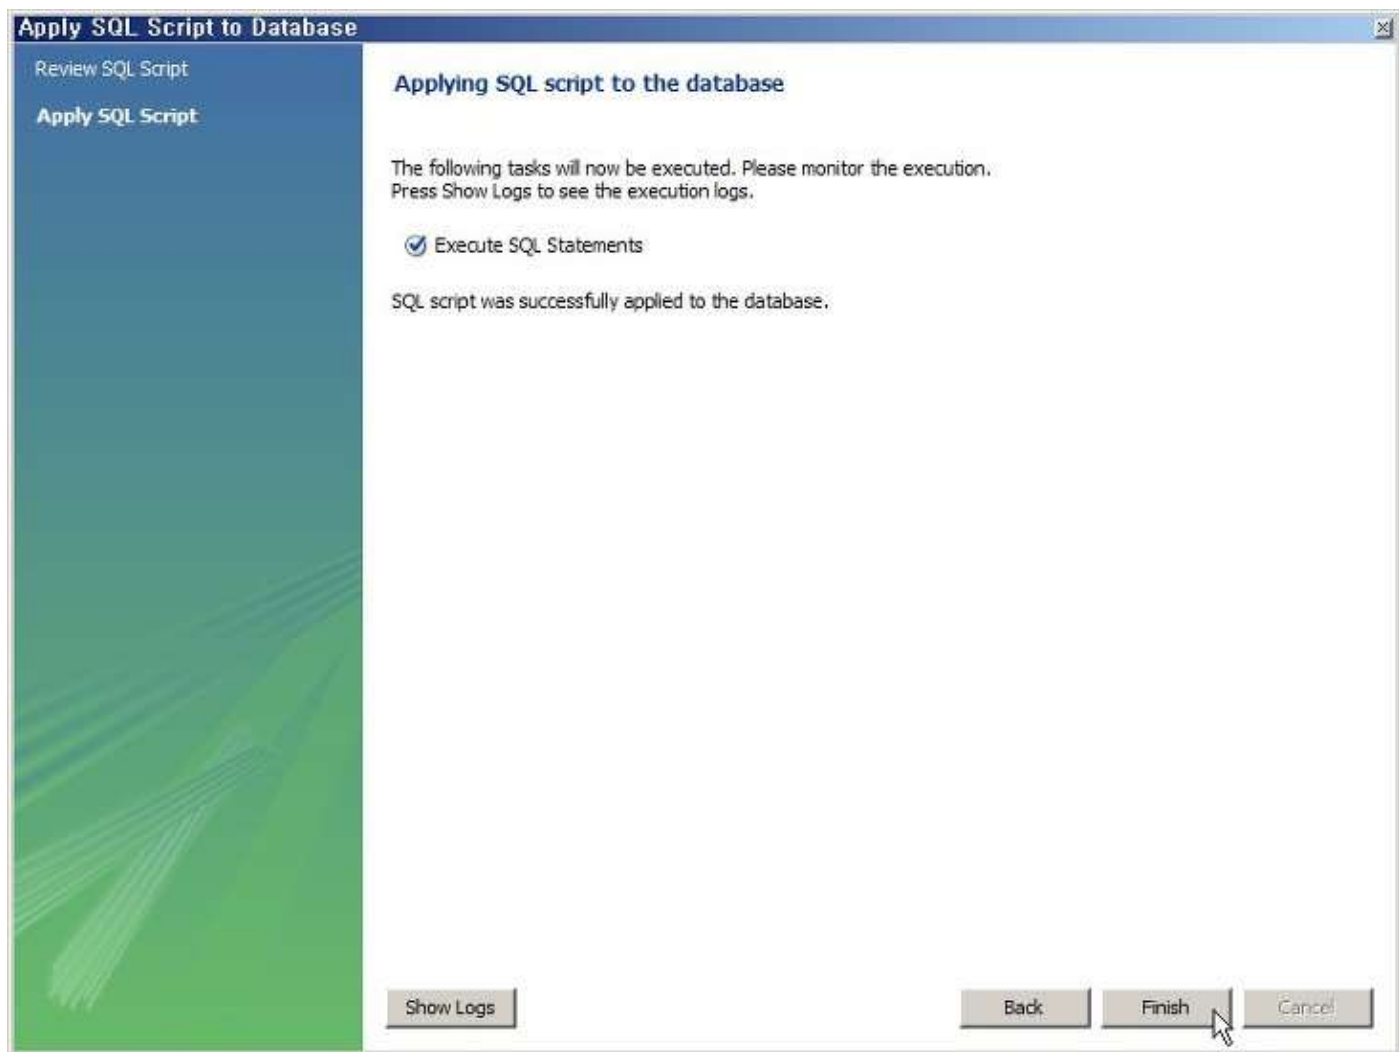 Apply SQL Script to Database
Review SQL Script
Apply SQL Script
Applying SQL script to the database
The following tasks will now be executed. Please monitor the execution.
Press Show Logs to see the execution logs.
Execute SQL Statements
SQL script was successfully applied to the database.
Show Logs
Back
Finish
Cancel